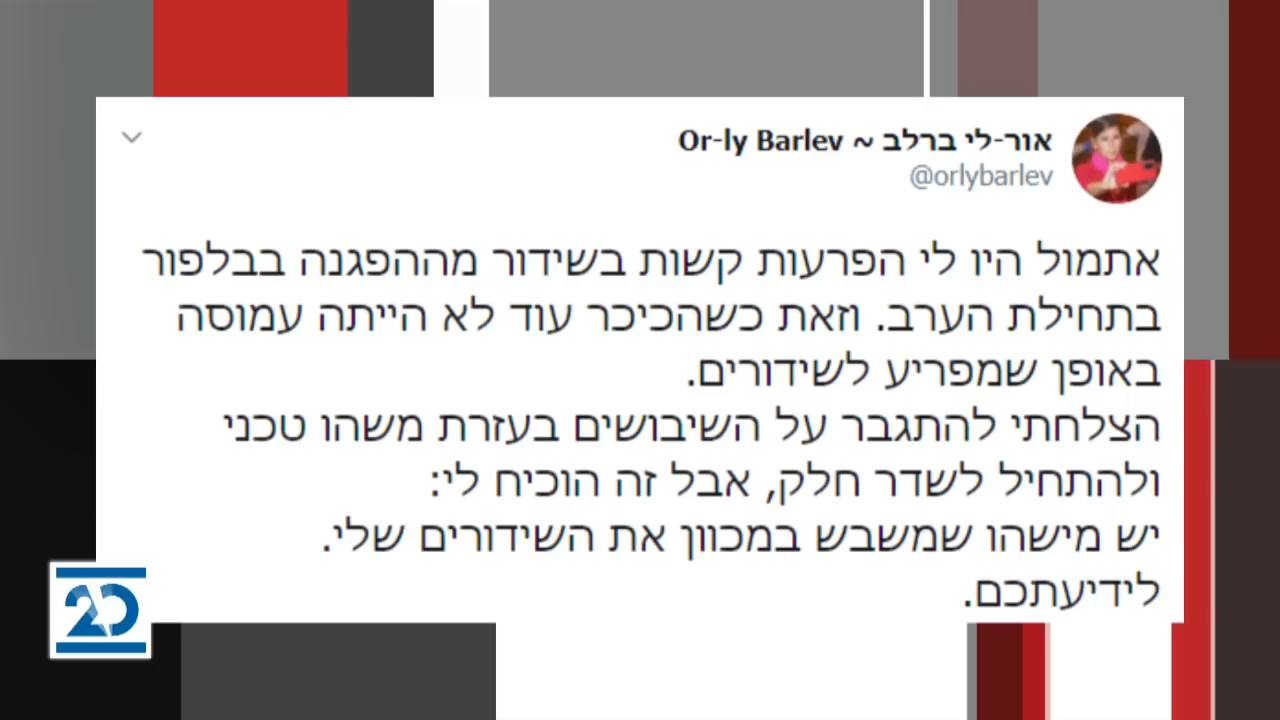 אור-לי ברלב ~ Or-ly Barlev
@orlybarlev
אתמול היו לי הפרעות קשות בשידור מההפגנה בבלפור
בתחילת הערב. וזאת כשהכיכר עוד לא הייתה עמוסה
באופן שמפריע לשידורים.
הצלחתי להתגבר על השיבושים בעזרת משהו טכני
ולהתחיל לשדר חלק, אבל זה הוכיח לי:
יש מישהו שמשבש במכוון את השידורים שלי.
לידיעתכם.
20